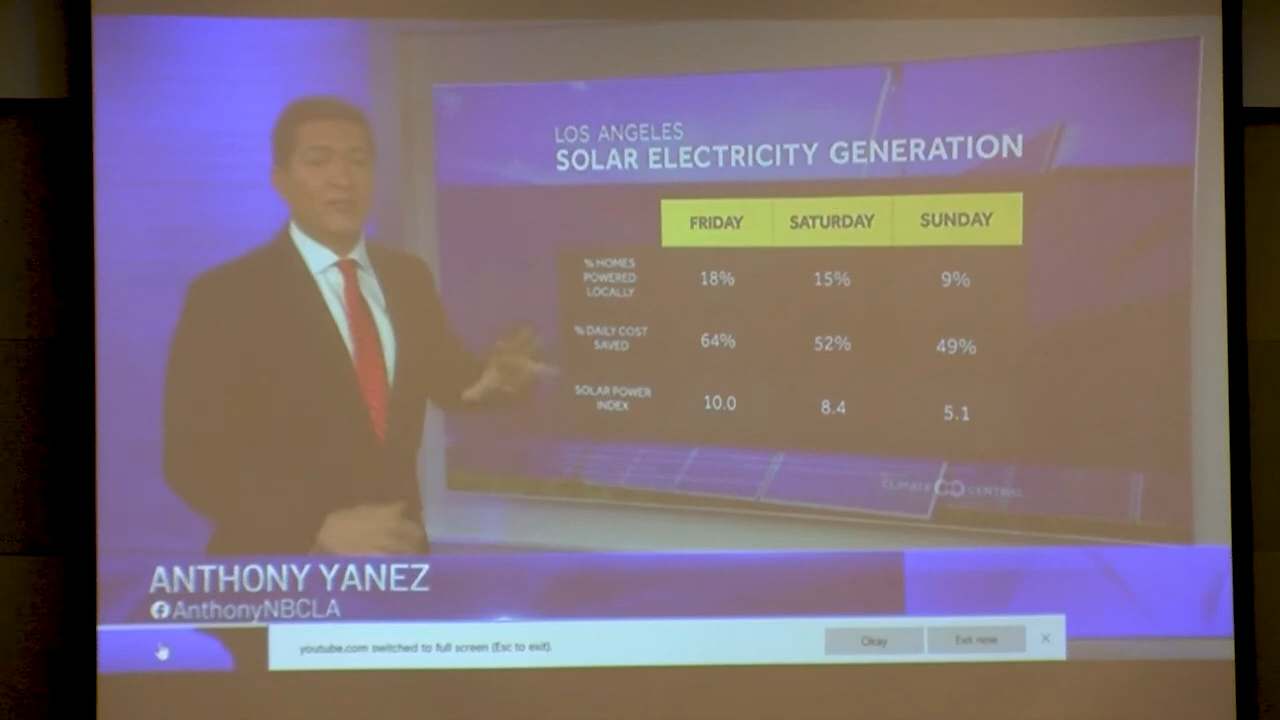 LOS ANGELES
SOLAR ELECTRICITY GENERATION
FRIDAY SATURDAY SUNDAY
% HOMES
POWERED
LOCALLY
18% 15% 9%
% DAILY COST
SAVED
64% 52% 49%
SOLAR POWER
INDEX
10.0 8.4 5.1
CLIMATE CENTRAL
ANTHONY YANEZ
AnthonyNBCLA
youtube.com switched to full screen (Esc to exit).
Okay Exit now